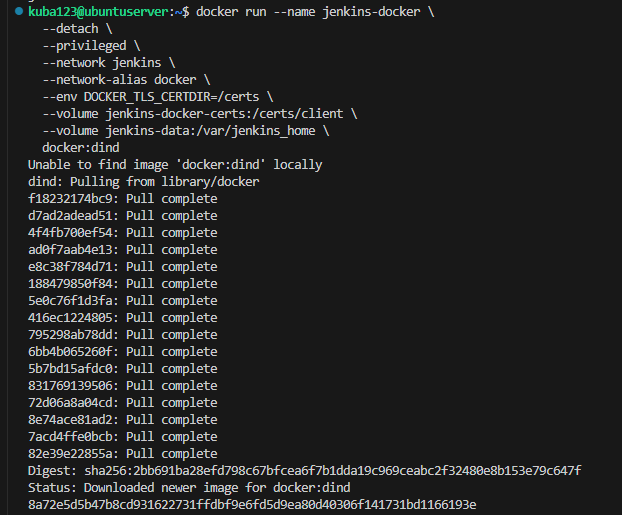 kuba123@ubuntuserver:~$ docker run --name jenkins-docker \
  --detach \
  --privileged \
  --network jenkins \
  --network-alias docker \
  --env DOCKER_TLS_CERTDIR=/certs \
  --volume jenkins-docker-certs:/certs/client \
  --volume jenkins-data:/var/jenkins_home \
  docker:dind
Unable to find image 'docker:dind' locally
dind: Pulling from library/docker
f18232174bc9: Pull complete
d7ad2adead51: Pull complete
4f4fb700ef54: Pull complete
ad0f7aab4e13: Pull complete
e8c38f784d71: Pull complete
188479850f84: Pull complete
5e0c76f1d3fa: Pull complete
416ec1224805: Pull complete
795298ab78dd: Pull complete
6bb4b065260f: Pull complete
5b7bd15afdc0: Pull complete
831769139506: Pull complete
72d06a8a04cd: Pull complete
8e74ace81ad2: Pull complete
7acd4ffe0bcb: Pull complete
82e39e22855a: Pull complete
Digest: sha256:2bb691ba28efd798c67bfcea6f7b1dda19c969ceabc2f32480e8b153e79c647f
Status: Downloaded newer image for docker:dind
8a72e5d5b47b8cd931622731ffdbf9e6fd5d9ea80d40306f141731bd1166193e